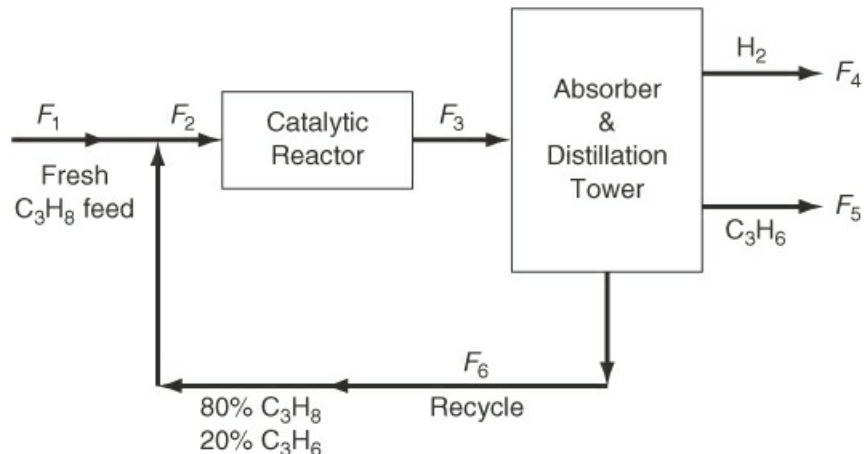 H₂
F₄
Absorber
&
Distillation
Tower
F₁
F₂
Catalytic
Reactor
F₃
Fresh
C₃H₈ feed
F₅
C₃H₆
F₆
80% C₃H₈
20% C₃H₆
Recycle